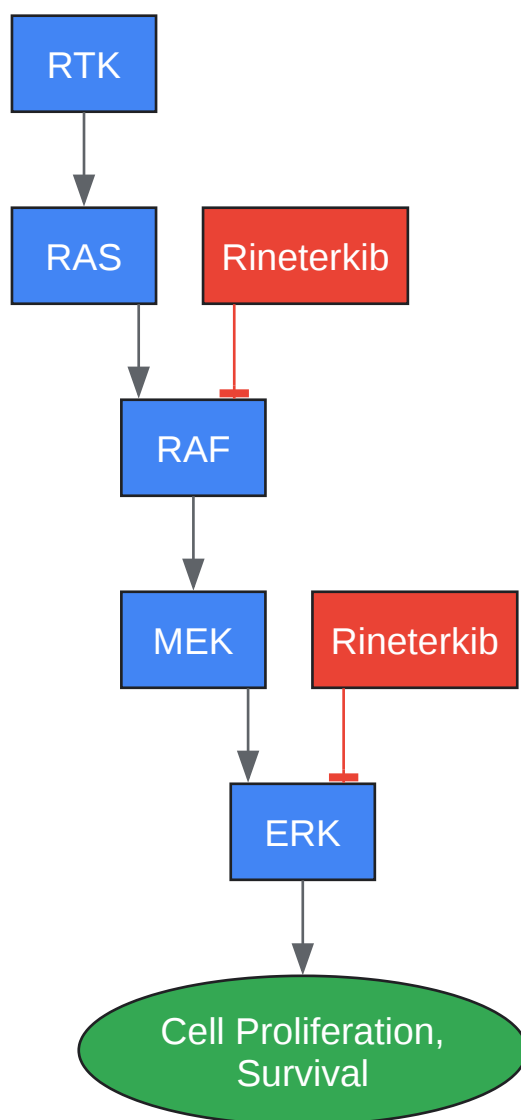 RTK
RAS
Rineterkib
RAF
MEK
Rineterkib
ERK
Cell Proliferation,
Survival